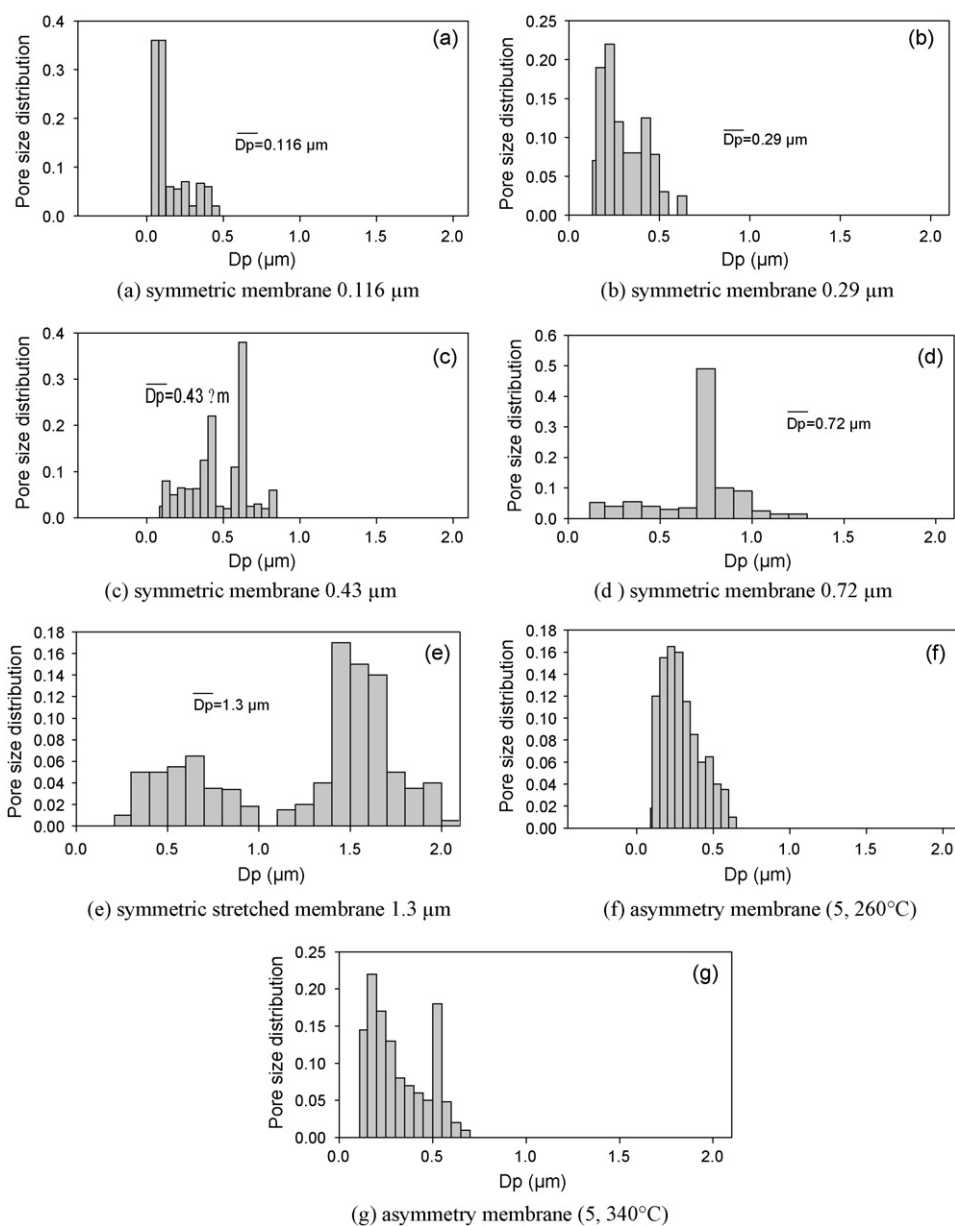 (a)
0.4
0.3
0.2
0.1
0.0
Pore size distribution
Dp=0.116 µm
0.0 0.5 1.0 1.5 2.0
Dp (µm)
(a) symmetric membrane 0.116 µm
(b)
0.25
0.20
0.15
0.10
0.05
0.00
Pore size distribution
Dp=0.29 µm
0.0 0.5 1.0 1.5 2.0
Dp (µm)
(b) symmetric membrane 0.29 µm
(c)
0.4
0.3
0.2
0.1
0.0
Pore size distribution
Dp=0.43 ?m
0.0 0.5 1.0 1.5 2.0
Dp (µm)
(c) symmetric membrane 0.43 µm
(d)
0.6
0.5
0.4
0.3
0.2
0.1
0.0
Pore size distribution
Dp=0.72 µm
0.0 0.5 1.0 1.5 2.0
Dp (µm)
(d ) symmetric membrane 0.72 µm
(e)
0.18
0.16
0.14
0.12
0.10
0.08
0.06
0.04
0.02
0.00
Pore size distribution
Dp=1.3 µm
0.0 0.5 1.0 1.5 2.0
Dp (µm)
(e) symmetric stretched membrane 1.3 µm
(f)
0.18
0.16
0.14
0.12
0.10
0.08
0.06
0.04
0.02
0.00
Pore size distribution
0.0 0.5 1.0 1.5 2.0
Dp (µm)
(f) asymmetry membrane (5, 260°C)
(g)
0.25
0.20
0.15
0.10
0.05
0.00
Pore size distribution
0.0 0.5 1.0 1.5 2.0
Dp (µm)
(g) asymmetry membrane (5, 340°C)